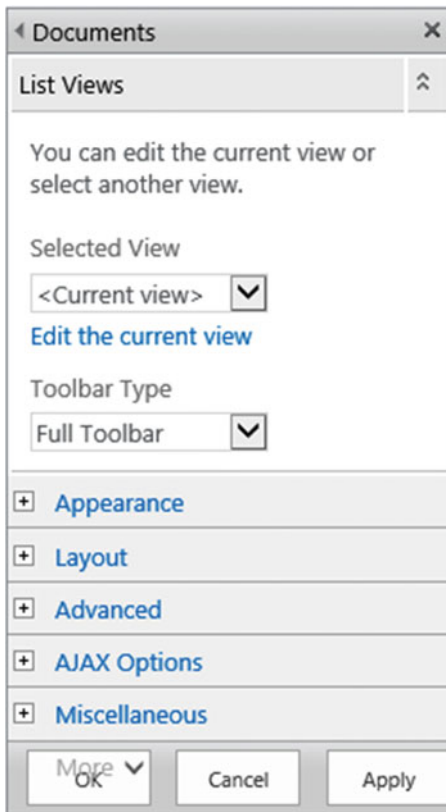 Documents
List Views
You can edit the current view or
select another view.
Selected View
<Current view>
Edit the current view
Toolbar Type
Full Toolbar
Appearance
Layout
Advanced
AJAX Options
Miscellaneous
More
OK Cancel Apply